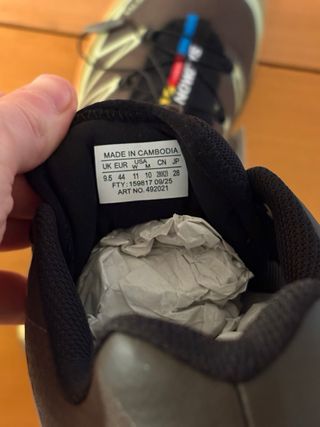 MADE IN CAMBODIA
UK EUR USA CN JP
W M
9.5 44 11 10 280(2) 28
FTY: 159817 09/25
ART NO. 492021